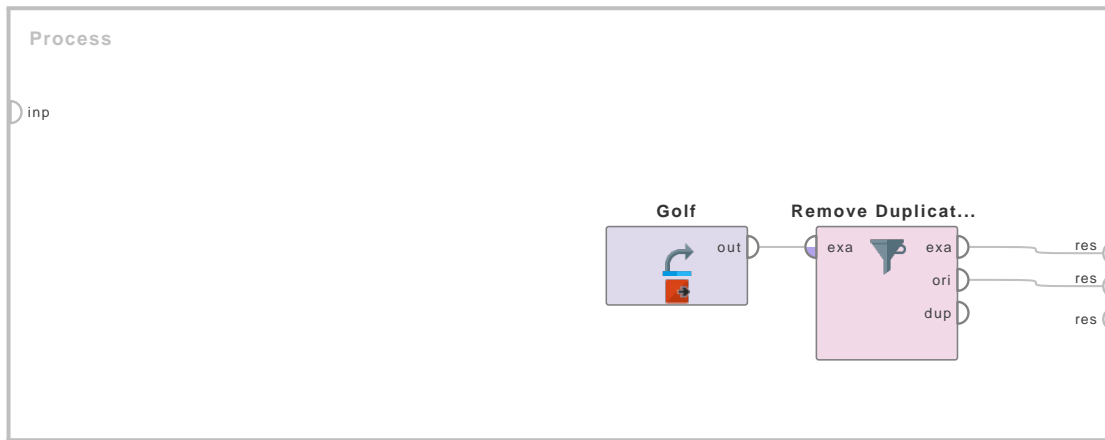 Process
inp
Golf
Remove Duplicat...
out
exa
exa
res
ori
res
dup
res